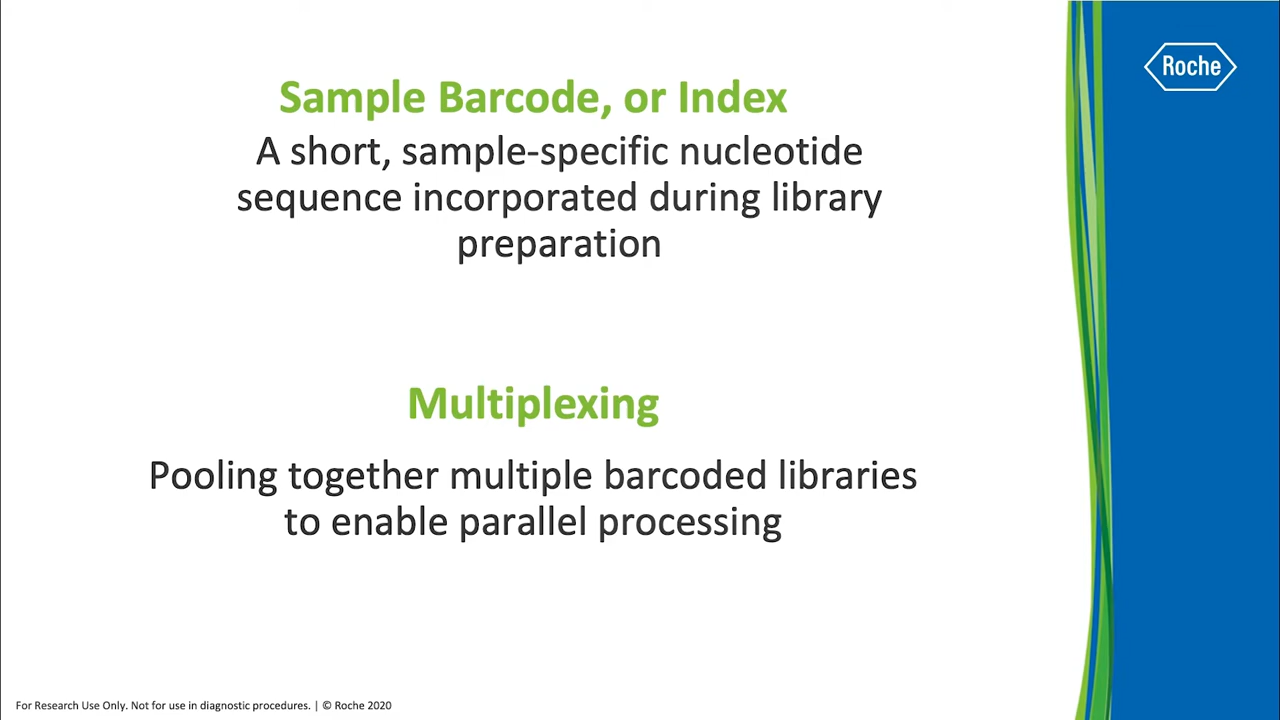 Roche
Sample Barcode, or Index
A short, sample-specific nucleotide
sequence incorporated during library
preparation
Multiplexing
Pooling together multiple barcoded libraries
to enable parallel processing
For Research Use Only. Not for use in diagnostic procedures. | © Roche 2020